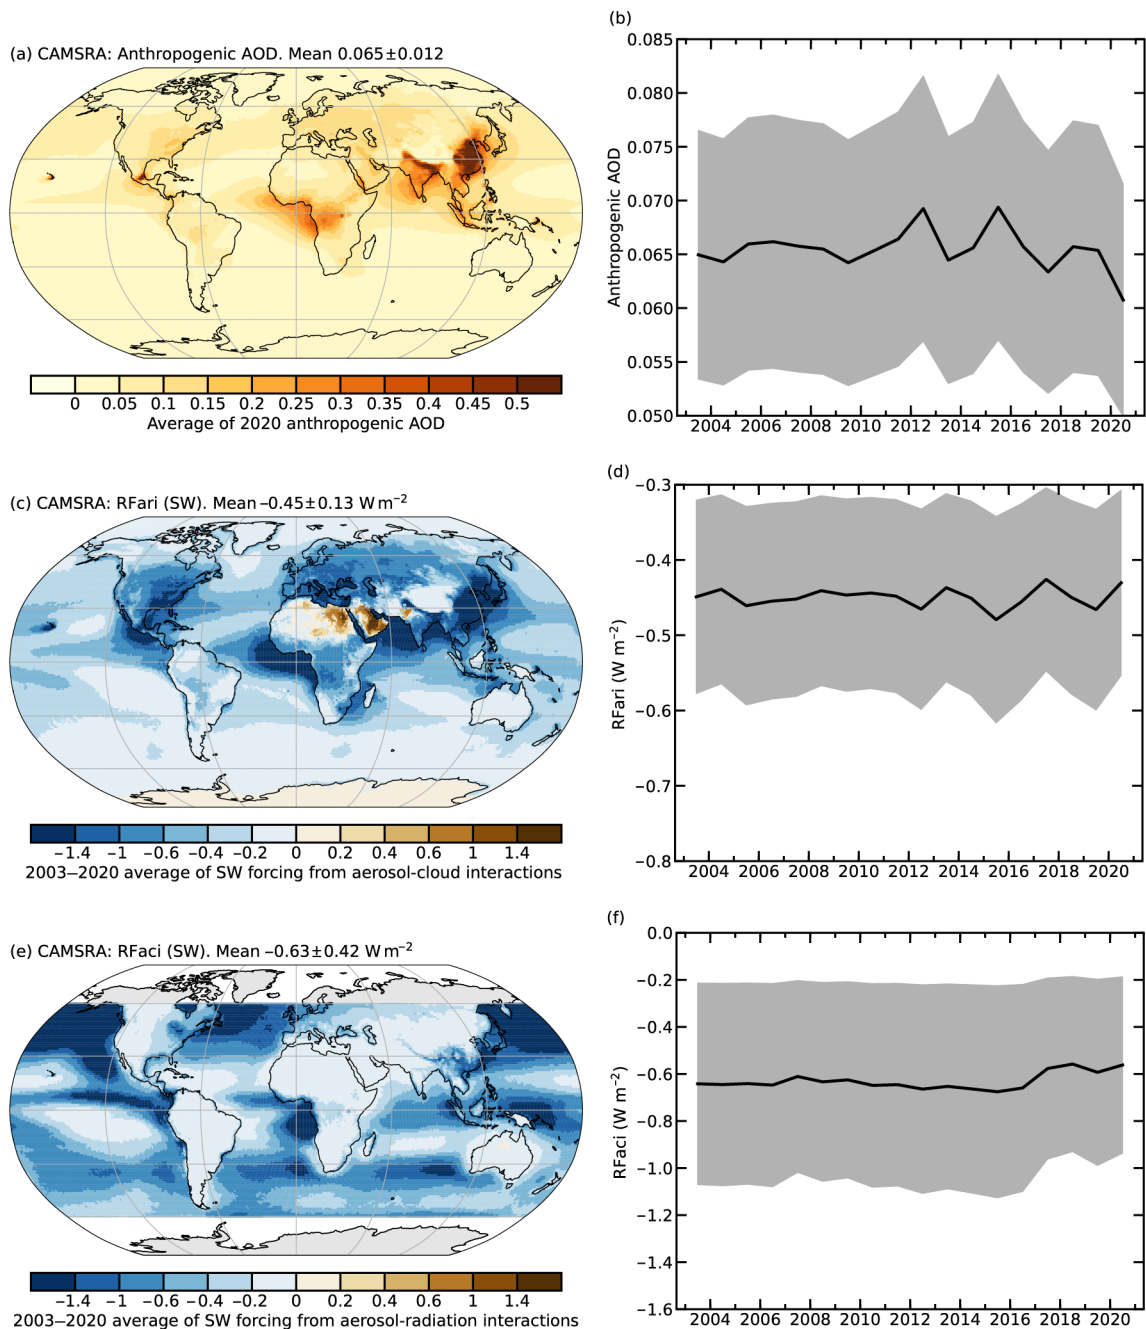 (a) CAMSRA: Anthropogenic AOD. Mean 0.065±0.012
0 0.05 0.1 0.15 0.2 0.25 0.3 0.35 0.4 0.45 0.5
Average of 2020 anthropogenic AOD
(b)
0.085
0.080
0.075
0.070
0.065
0.060
0.055
0.050
Anthropogenic AOD
2004 2006 2008 2010 2012 2014 2016 2018 2020
(c) CAMSRA: RFari (SW). Mean −0.45±0.13 W m⁻²
−1.4 −1 −0.6 −0.4 −0.2 0 0.2 0.4 0.6 1 1.4
2003–2020 average of SW forcing from aerosol-cloud interactions
(d)
−0.3
−0.4
−0.5
−0.6
−0.7
−0.8
RFari (W m⁻²)
2004 2006 2008 2010 2012 2014 2016 2018 2020
(e) CAMSRA: RFaci (SW). Mean −0.63±0.42 W m⁻²
−1.4 −1 −0.6 −0.4 −0.2 0 0.2 0.4 0.6 1 1.4
2003–2020 average of SW forcing from aerosol-radiation interactions
(f)
0.0
−0.2
−0.4
−0.6
−0.8
−1.0
−1.2
−1.4
−1.6
RFaci (W m⁻²)
2004 2006 2008 2010 2012 2014 2016 2018 2020